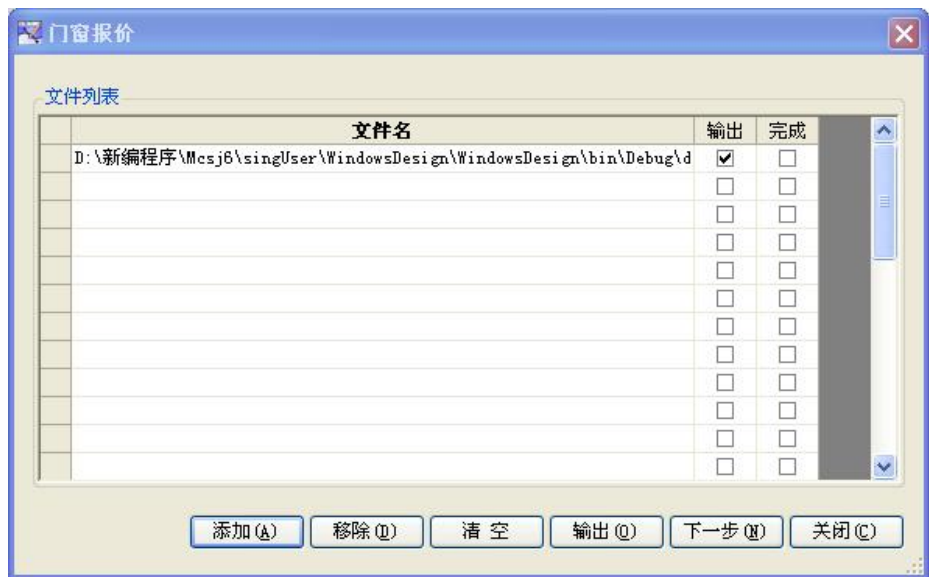 门窗报价
文件列表
文件名 输出 完成
D:\新编程序\Mcsj6\singUser\WindowsDesign\WindowsDesign\bin\Debug\d
添加(A) 移除(D) 清 空 输出(O) 下一步(N) 关闭(C)